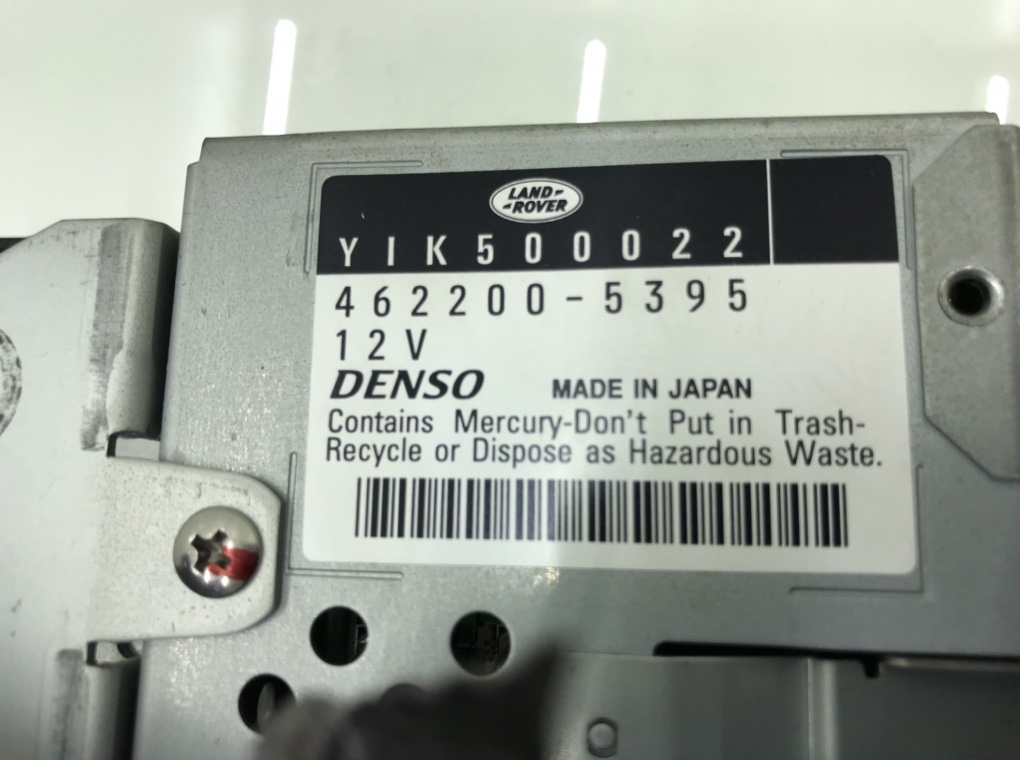 LAND-
-ROVER
YIK500022
462200-5395
12V
DENSO MADE IN JAPAN
Contains Mercury-Don't Put in Trash-
Recycle or Dispose as Hazardous Waste.